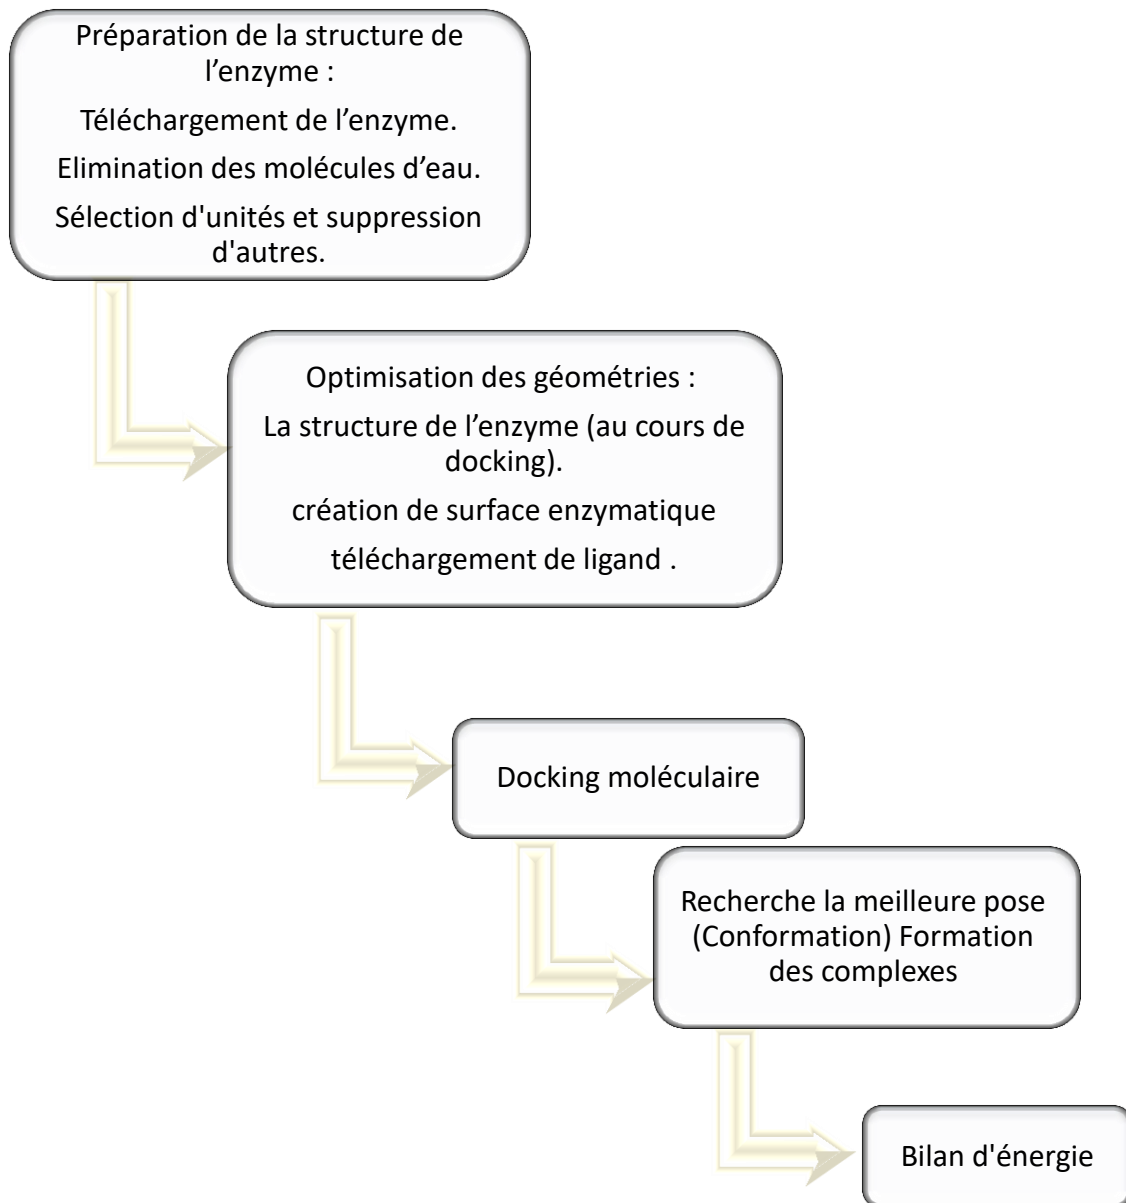 Préparation de la structure de
l’enzyme :
Téléchargement de l’enzyme.
Elimination des molécules d’eau.
Sélection d'unités et suppression
d'autres.
Optimisation des géométries :
La structure de l’enzyme (au cours de
docking).
création de surface enzymatique
téléchargement de ligand .
Docking moléculaire
Recherche la meilleure pose
(Conformation) Formation
des complexes
Bilan d'énergie